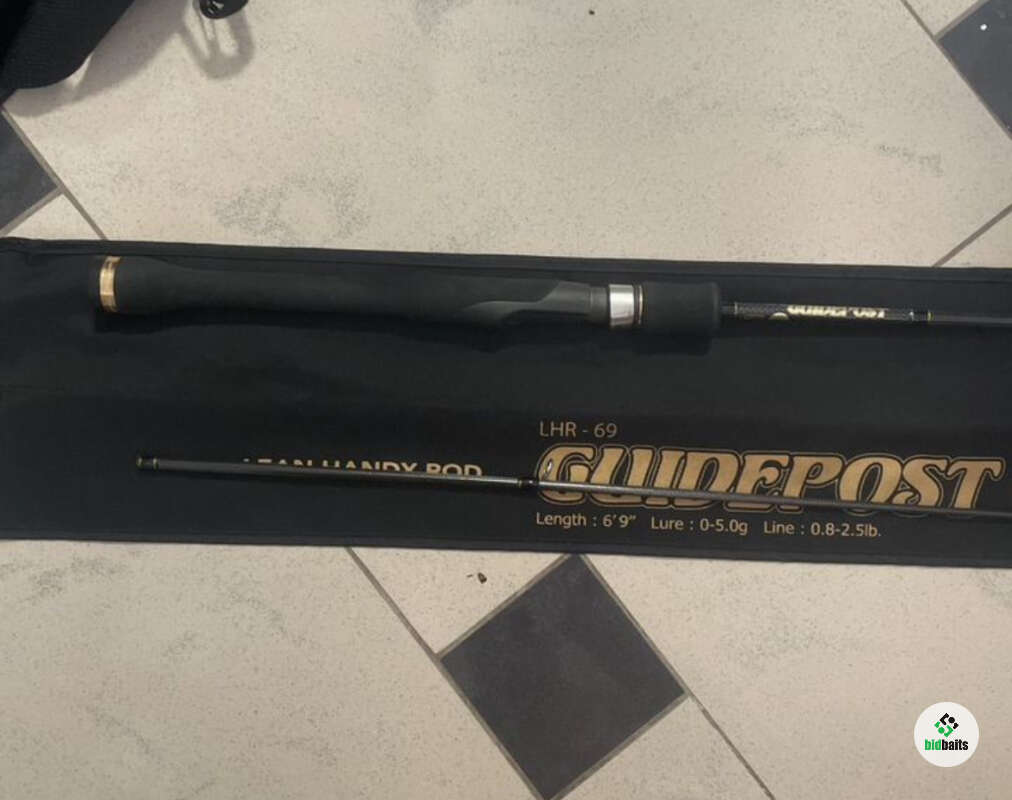 GUIDEPOST
LHR - 69
LEAN HANDY ROD
GUIDEPOST
Length : 6'9" Lure : 0-5.0g Line : 0.8-2.5lb.
bidbaits